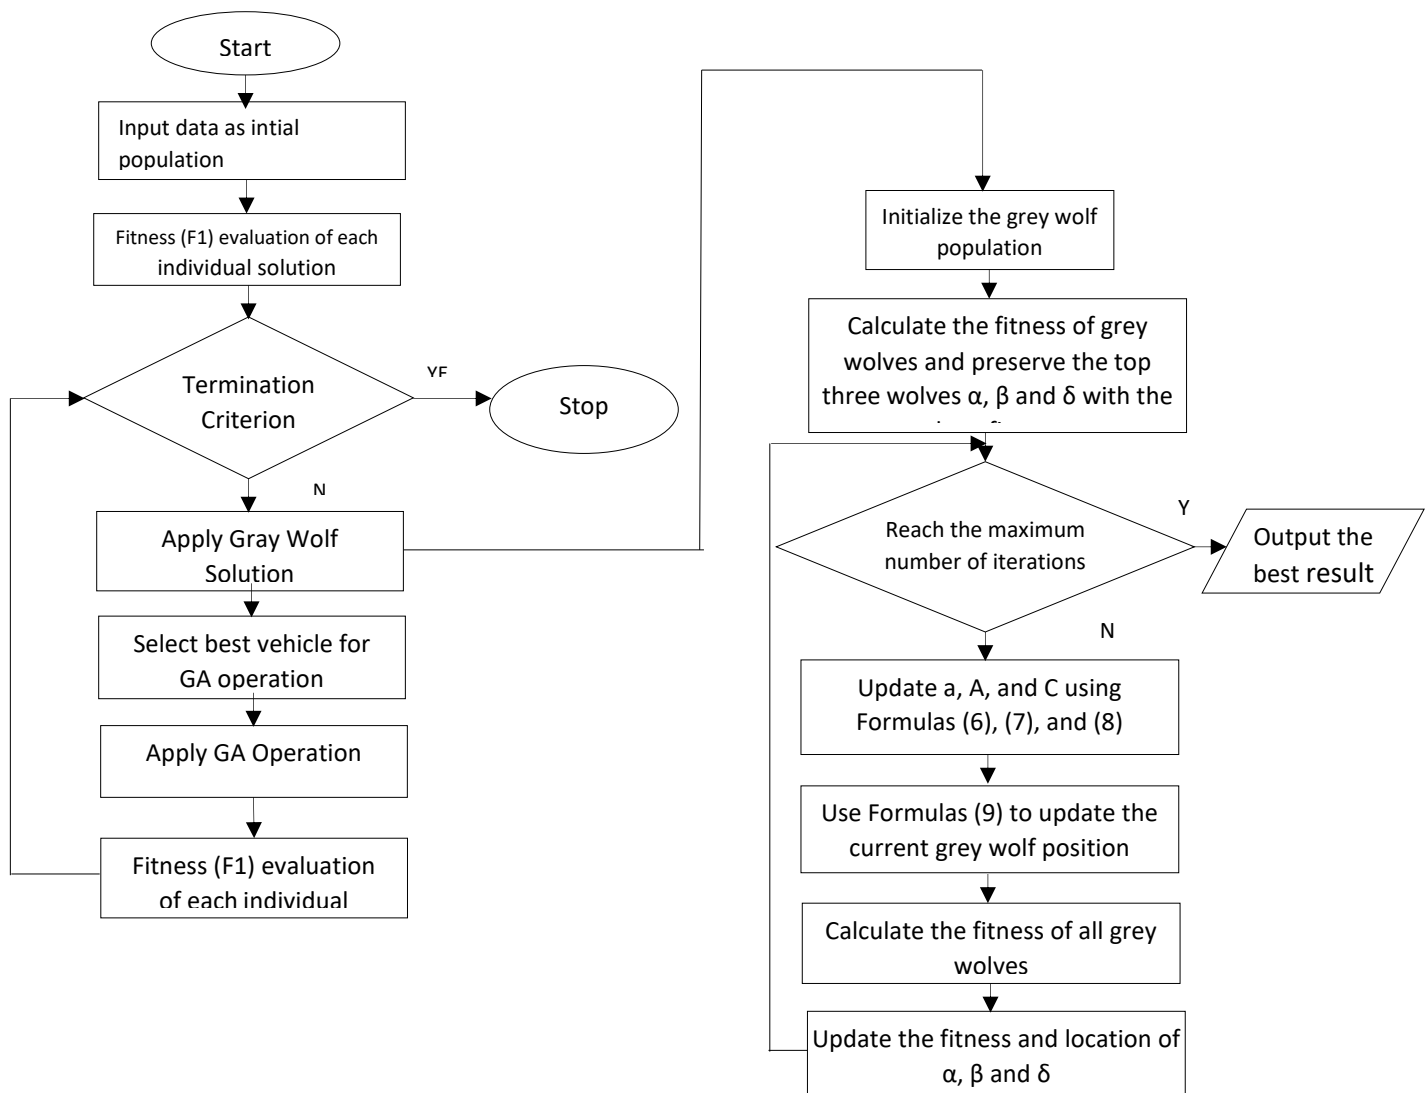 Start
Input data as intial
population
Fitness (F1) evaluation of each
individual solution
Termination
Criterion
YE
Stop
N
Apply Gray Wolf
Solution
Select best vehicle for
GA operation
Apply GA Operation
Fitness (F1) evaluation
of each individual
Initialize the grey wolf
population
Calculate the fitness of grey
wolves and preserve the top
three wolves α, β and δ with the
Reach the maximum
number of iterations
Y
Output the
best result
N
Update a, A, and C using
Formulas (6), (7), and (8)
Use Formulas (9) to update the
current grey wolf position
Calculate the fitness of all grey
wolves
Update the fitness and location of
α, β and δ